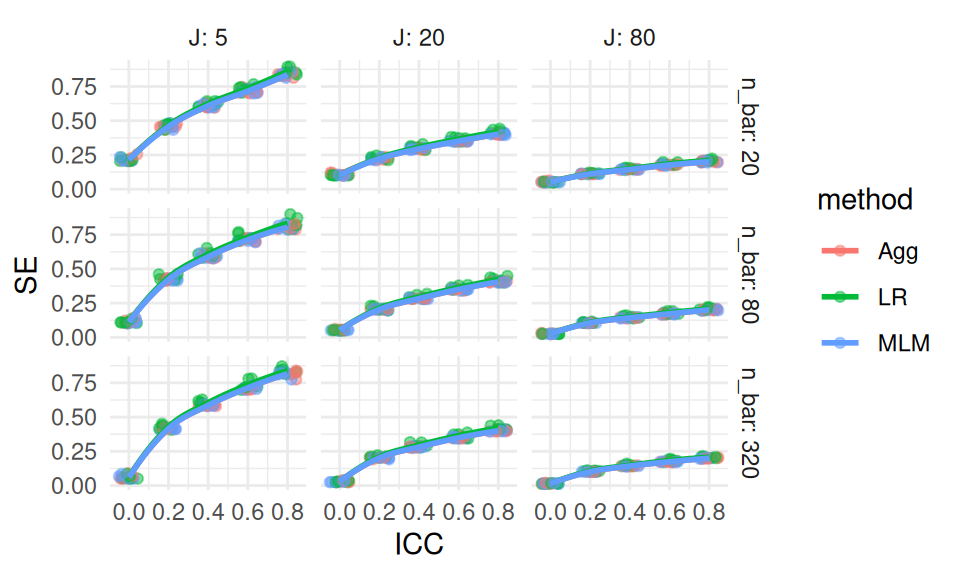 J: 5 J: 20 J: 80
0.75
0.50
0.25
0.00
n_bar: 20
0.75
0.50
0.25
0.00
n_bar: 80
0.75
0.50
0.25
0.00
n_bar: 320
SE
0.0 0.2 0.4 0.6 0.8 0.0 0.2 0.4 0.6 0.8 0.0 0.2 0.4 0.6 0.8
ICC
method
Agg
LR
MLM